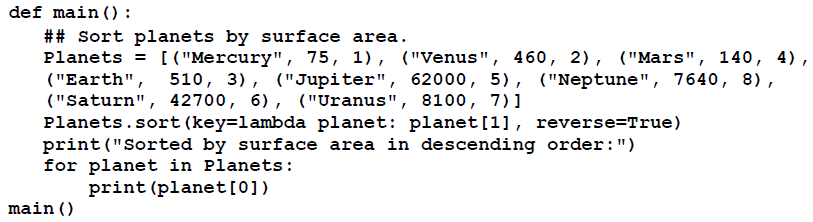 def main():
    ## Sort planets by surface area.
    Planets = [("Mercury", 75, 1), ("Venus", 460, 2), ("Mars", 140, 4),
    ("Earth",  510, 3), ("Jupiter", 62000, 5), ("Neptune", 7640, 8),
    ("Saturn", 42700, 6), ("Uranus", 8100, 7)]
    Planets.sort(key=lambda planet: planet[1], reverse=True)
    print("Sorted by surface area in descending order:")
    for planet in Planets:
        print(planet[0])
main()